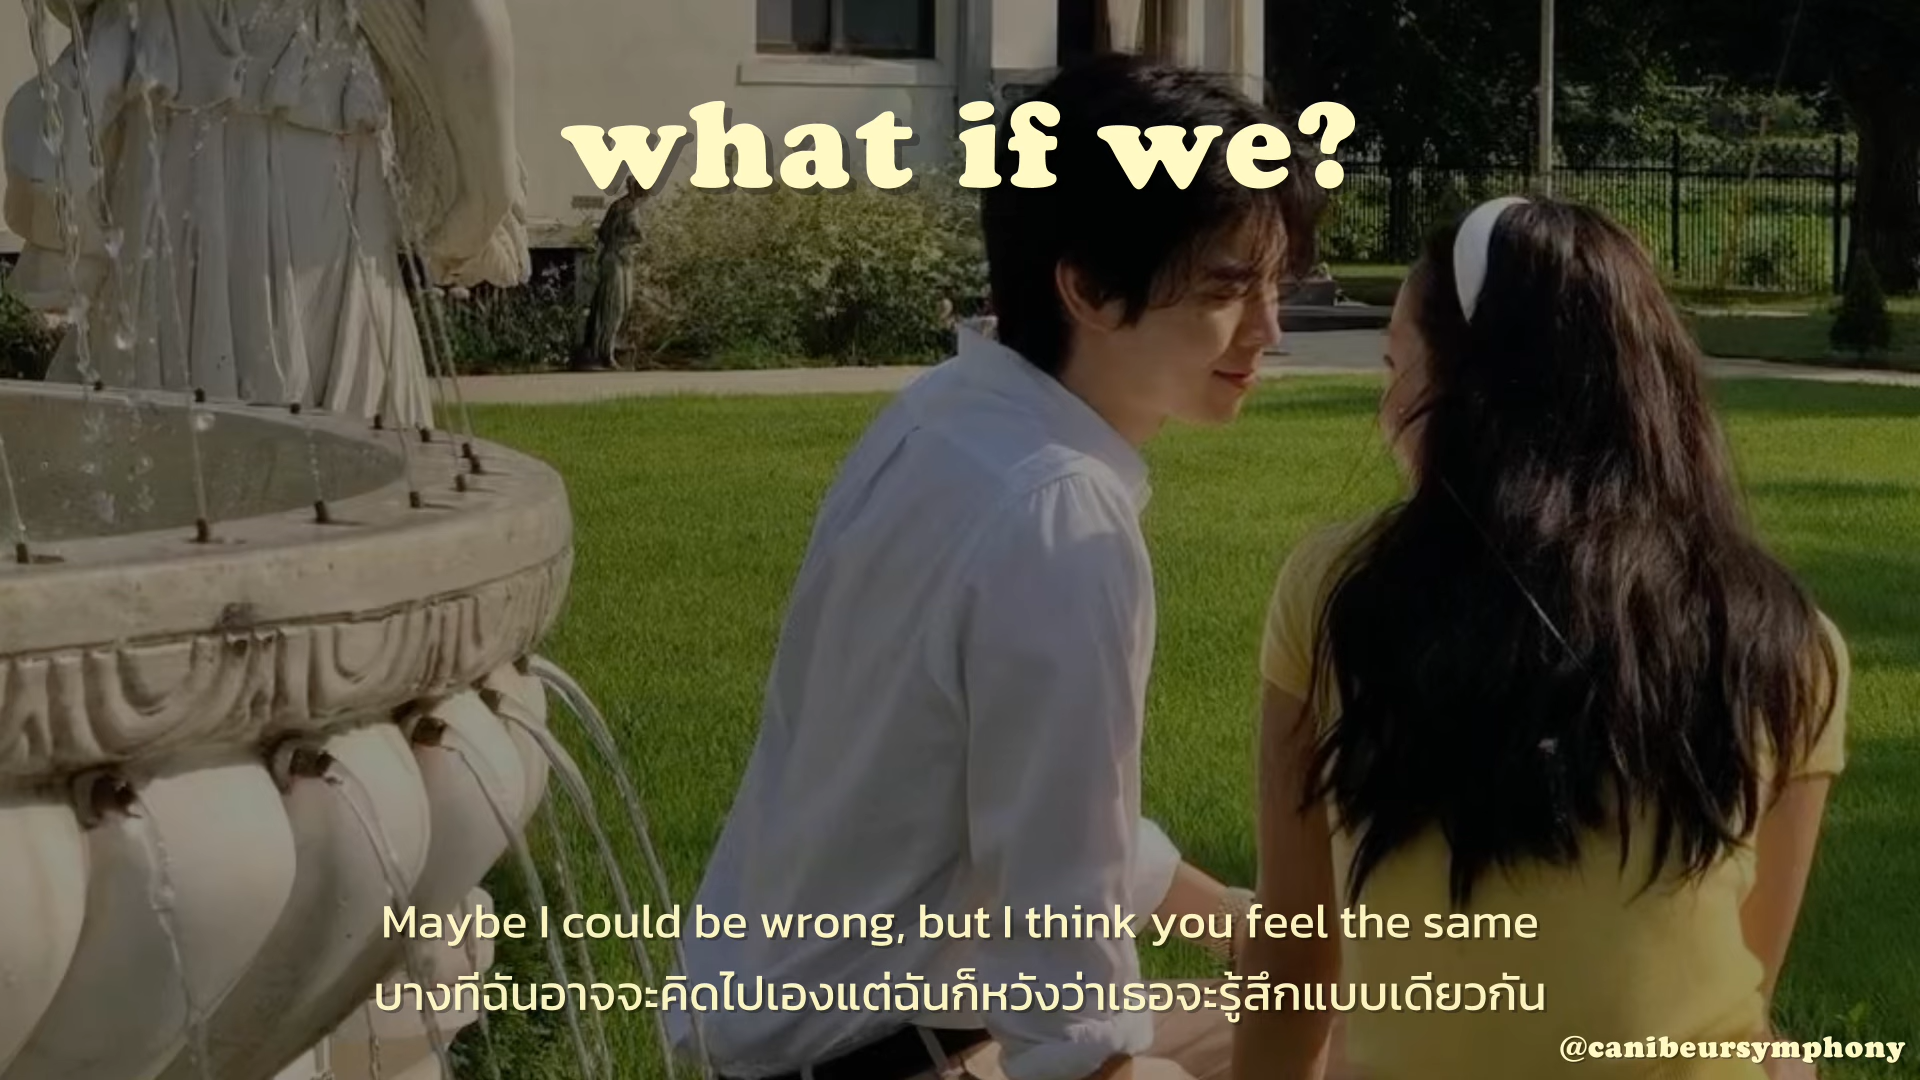 what if we?
Maybe I could be wrong, but I think you feel the same
บางทีฉันอาจจะคิดไปเองแต่ฉันก็หวังว่าเธอจะรู้สึกแบบเดียวกัน
@canibeursymphony